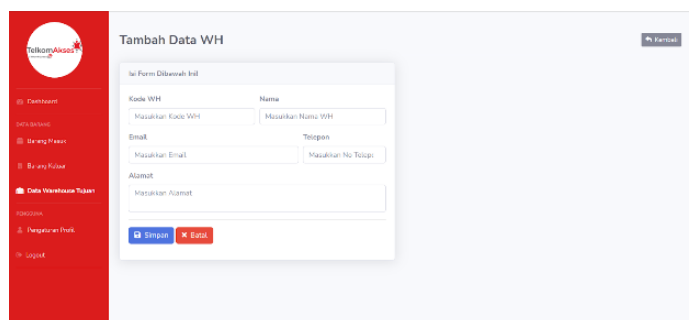 TelkomAkses
Tambah Data WH
Kembali
Isi Form Dibawah Ini!
Dashboard
Kode WH
Nama
Masukkan Kode WH
Masukkan Nama WH
DATA BARANG
Barang Masuk
Email
Telepon
Masukkan Email
Masukkan No Telep
Barang Keluar
Alamat
Data Warehouse Tujuan
Masukkan Alamat
PENGGUNA
Pengaturan Profil
Simpan
Batal
Logout